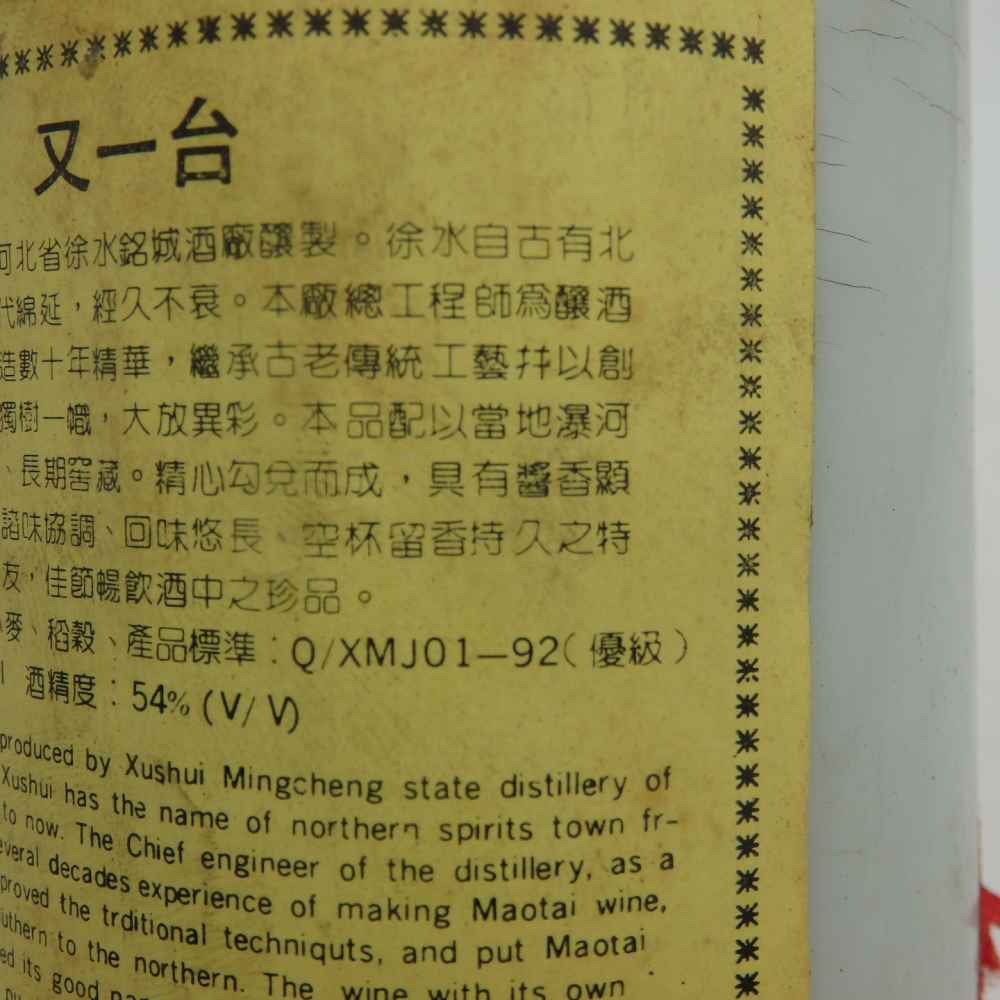 又一台
河北省徐水銘城酒廠釀製。徐水自古有北
代綿延，經久不衰。本廠總工程師爲釀酒
造數十年精華，繼承古老傳統工藝并以創
獨樹一幟，大放異彩。本品配以當地瀑河
、長期窖藏。精心勾兌而成，具有醬香顯
諧味協調、回味悠長、空杯留香持久之特
友，佳節暢飲酒中之珍品。
麥、稻穀、產品標準：Q/XMJ01—92（優級）
酒精度：54%(V/V)
produced by Xushui Mingcheng state distillery of
Xushui has the name of northern spirits town fr-
to now. The Chief engineer of the distillery, as a
everal decades experience of making Maotai wine,
proved the trditional techniquts, and put Maotai
uthern to the northern. The wine with its own
ed its good